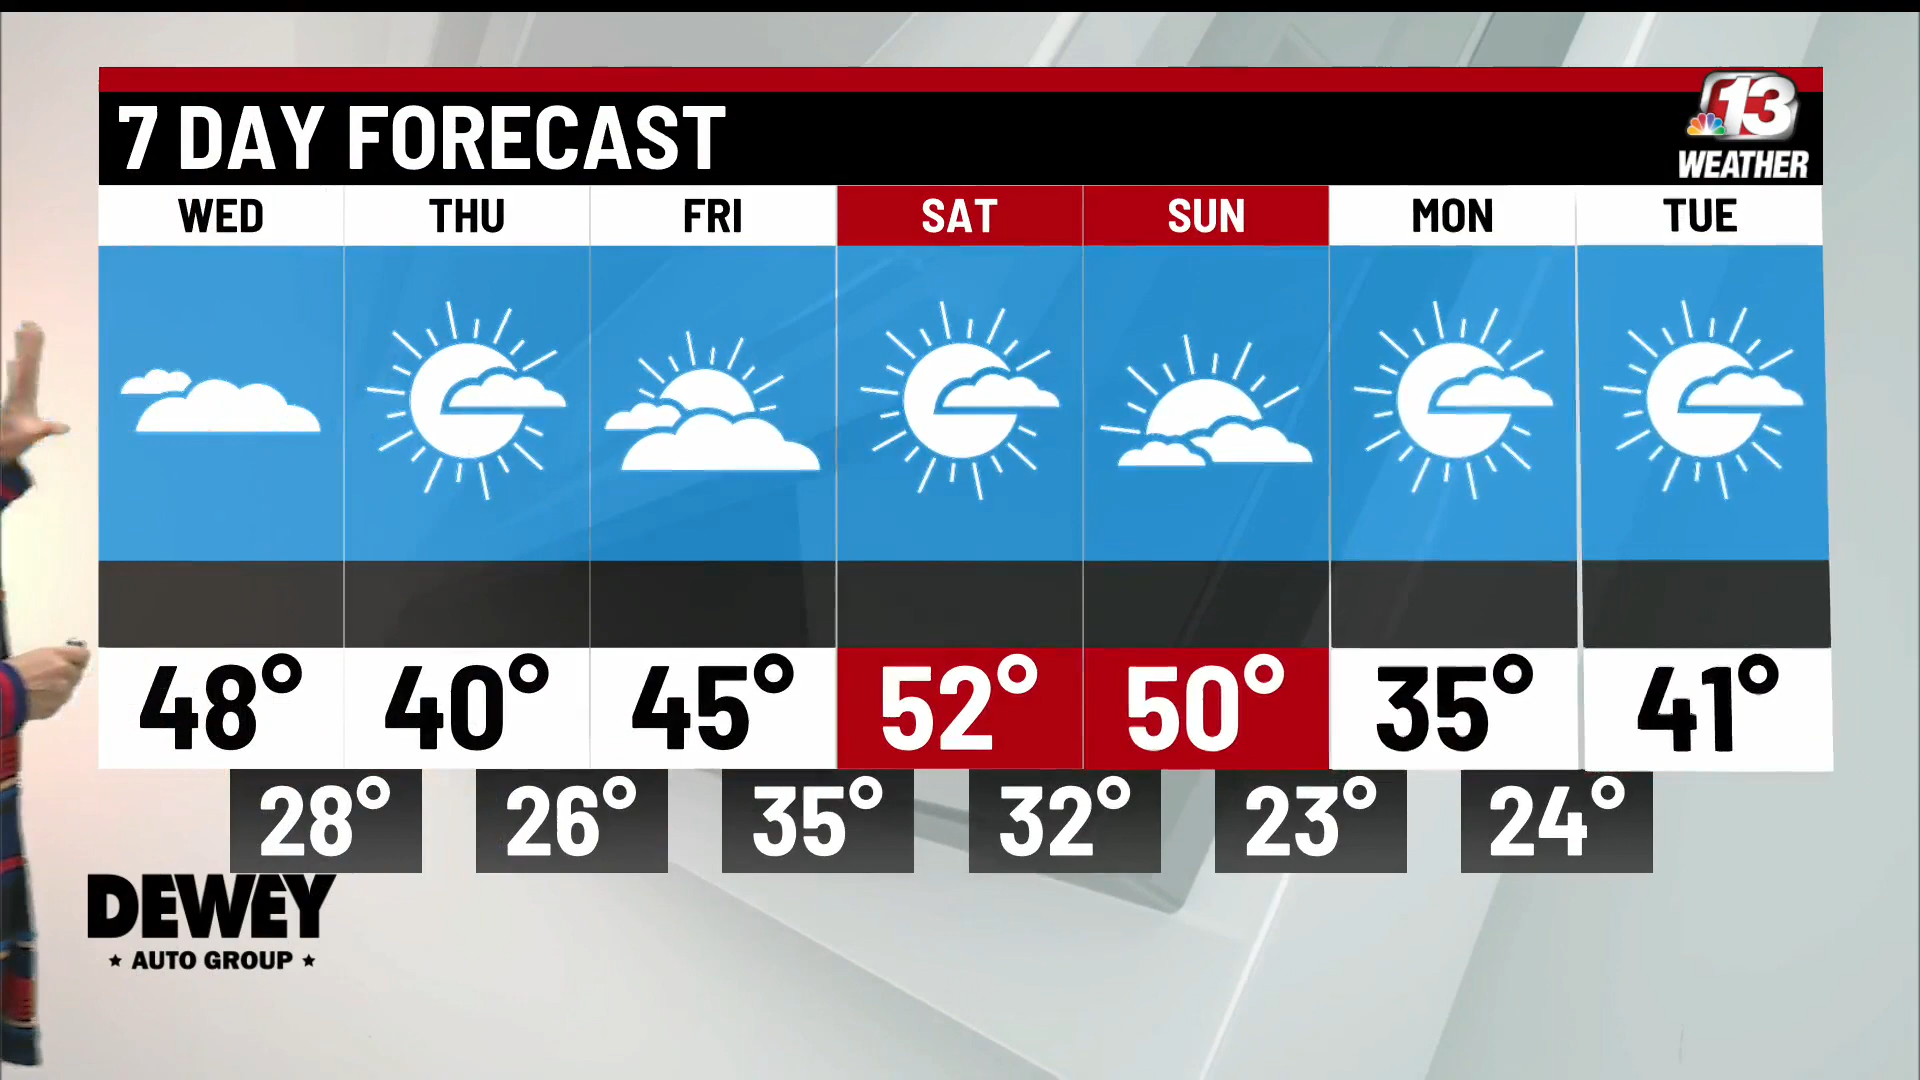 7 DAY FORECAST
13
WEATHER
WED THU FRI SAT SUN MON TUE
48° 40° 45° 52° 50° 35° 41°
28° 26° 35° 32° 23° 24°
DEWEY
★ AUTO GROUP ★